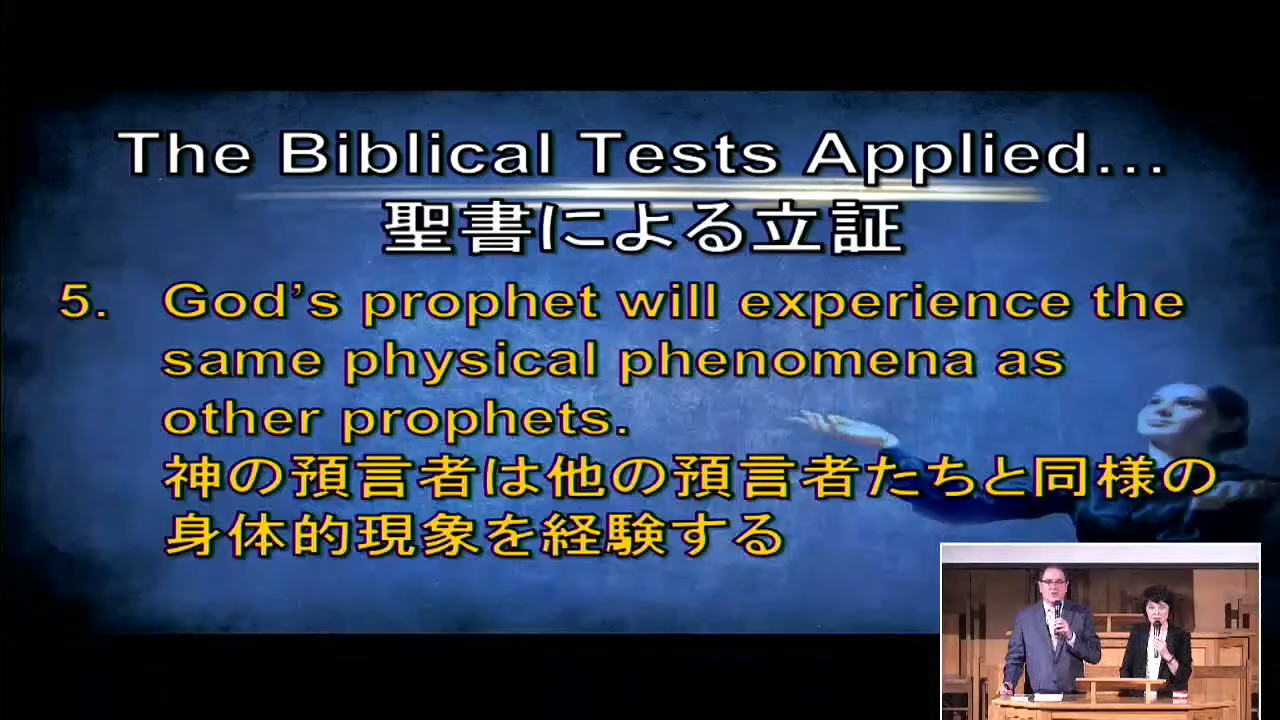 The Biblical Tests Applied...
聖書による立証
5. God's prophet will experience the
same physical phenomena as
other prophets.
神の預言者は他の預言者たちと同様の
身体的現象を経験する